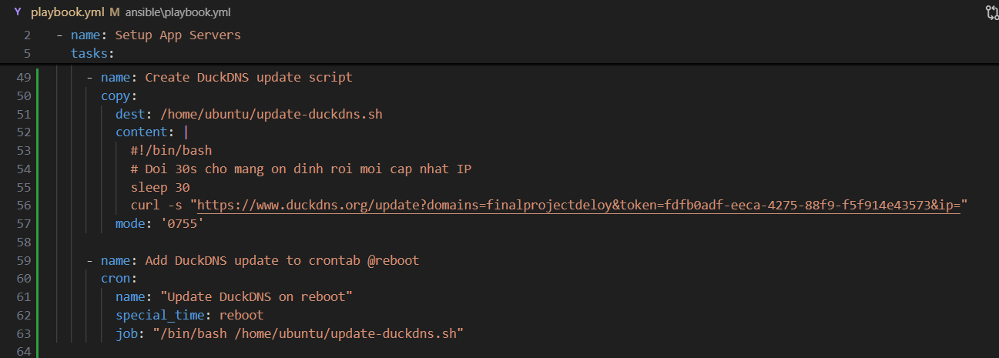 playbook.yml M ansible\playbook.yml
2 - name: Setup App Servers
5 tasks:
49 - name: Create DuckDNS update script
50 copy:
51 dest: /home/ubuntu/update-duckdns.sh
52 content: |
53 #!/bin/bash
54 # Doi 30s cho mang on dinh roi moi cap nhat IP
55 sleep 30
56 curl -s "https://www.duckdns.org/update?domains=finalprojectdeloy&token=fdfb0adf-eeca-4275-88f9-f5f914e43573&ip="
57 mode: '0755'
58
59 - name: Add DuckDNS update to crontab @reboot
60 cron:
61 name: "Update DuckDNS on reboot"
62 special_time: reboot
63 job: "/bin/bash /home/ubuntu/update-duckdns.sh"
64